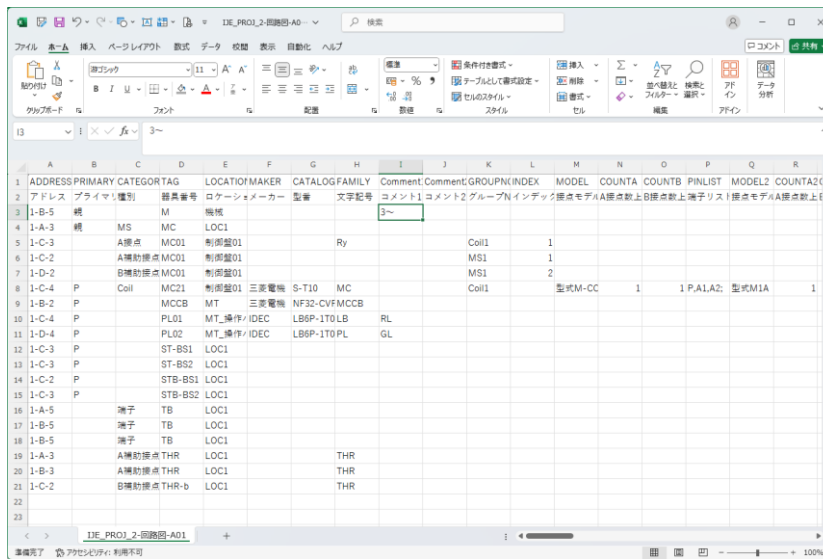 IJE_PROJ_2-回路図-A0…
検索
ファイル ホーム 挿入 ページ レイアウト 数式 データ 校閲 表示 自動化 ヘルプ コメント 共有
貼り付け 游ゴシック 11 標準 条件付き書式 挿入
B I U % テーブルとして書式設定 削除 並べ替えと フィルター 検索と 選択 アド イン データ 分析
セルのスタイル 書式
クリップボード フォント 配置 数値 スタイル セル 編集 アドイン
I3 fx 3～
A B C D E F G H I J K L M N O P Q R
1 ADDRESS PRIMARY CATEGOR TAG LOCATION MAKER CATALOG FAMILY Comment Comment GROUPN INDEX MODEL COUNTA COUNTB PINLIST MODEL2 COUNTA2
2 アドレス プライマリ 種別 器具番号 ロケーショ メーカー 型番 文字記号 コメント1 コメント2 グループN インデック 接点モデル A接点数上 B接点数上 端子リスト 接点モデル A接点数上
3 1-B-5 親 M 機械 3～
4 1-A-3 親 MS MC LOC1
5 1-C-3 A接点 MC01 制御盤01 Ry Coil1 1
6 1-C-2 A補助接点 MC01 制御盤01 MS1 1
7 1-D-2 B補助接点 MC01 制御盤01 MS1 2
8 1-C-4 P Coil MC21 制御盤01 三菱電機 S-T10 MC Coil1 型式M-CC 1 1 P,A1,A2; 型式M1A 1
9 1-B-2 P MCCB MT 三菱電機 NF32-CVF MCCB
10 1-C-4 P PL01 MT_操作 IDEC LB6P-1T0 LB RL
11 1-D-4 P PL02 MT_操作 IDEC LB6P-1T0 PL GL
12 1-C-3 P ST-BS1 LOC1
13 1-C-3 P ST-BS2 LOC1
14 1-C-2 P STB-BS1 LOC1
15 1-C-3 P STB-BS2 LOC1
16 1-A-5 端子 TB LOC1
17 1-B-5 端子 TB LOC1
18 1-B-5 端子 TB LOC1
19 1-A-3 A補助接点 THR LOC1 THR
20 1-B-3 A補助接点 THR LOC1 THR
21 1-C-2 B補助接点 THR-b LOC1 THR
22
23
IJE_PROJ_2-回路図-A01
準備完了 アクセシビリティ: 利用不可 100%